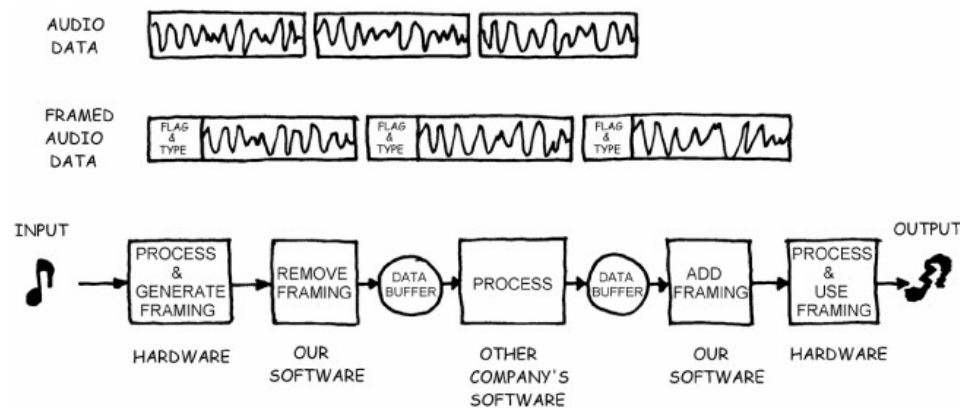 AUDIO
DATA
FRAMED
AUDIO
DATA
FLAG
&
TYPE
FLAG
&
TYPE
FLAG
&
TYPE
INPUT
OUTPUT
PROCESS
&
GENERATE
FRAMING
REMOVE
FRAMING
DATA
BUFFER
PROCESS
DATA
BUFFER
ADD
FRAMING
PROCESS
&
USE
FRAMING
HARDWARE
OUR
SOFTWARE
OTHER
COMPANY'S
SOFTWARE
OUR
SOFTWARE
HARDWARE